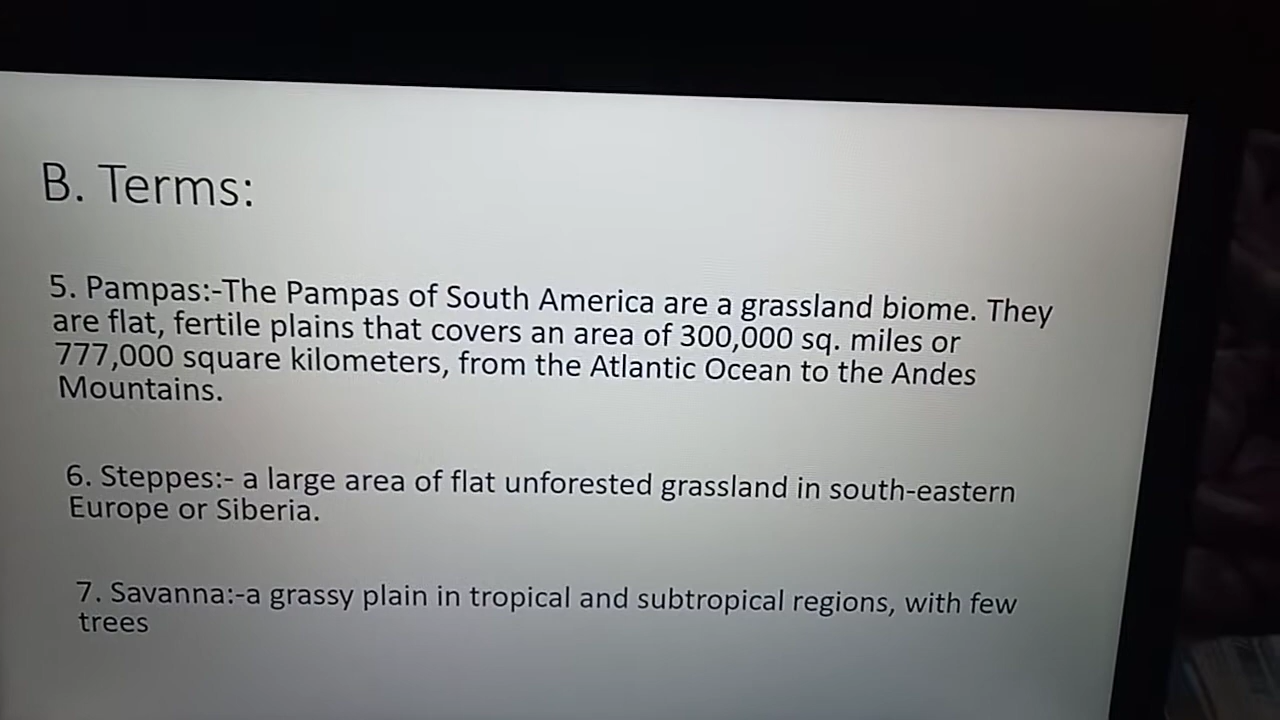 B. Terms:
5. Pampas:-The Pampas of South America are a grassland biome. They
are flat, fertile plains that covers an area of 300,000 sq. miles or
777,000 square kilometers, from the Atlantic Ocean to the Andes
Mountains.
6. Steppes:- a large area of flat unforested grassland in south-eastern
Europe or Siberia.
7. Savanna:-a grassy plain in tropical and subtropical regions, with few
trees